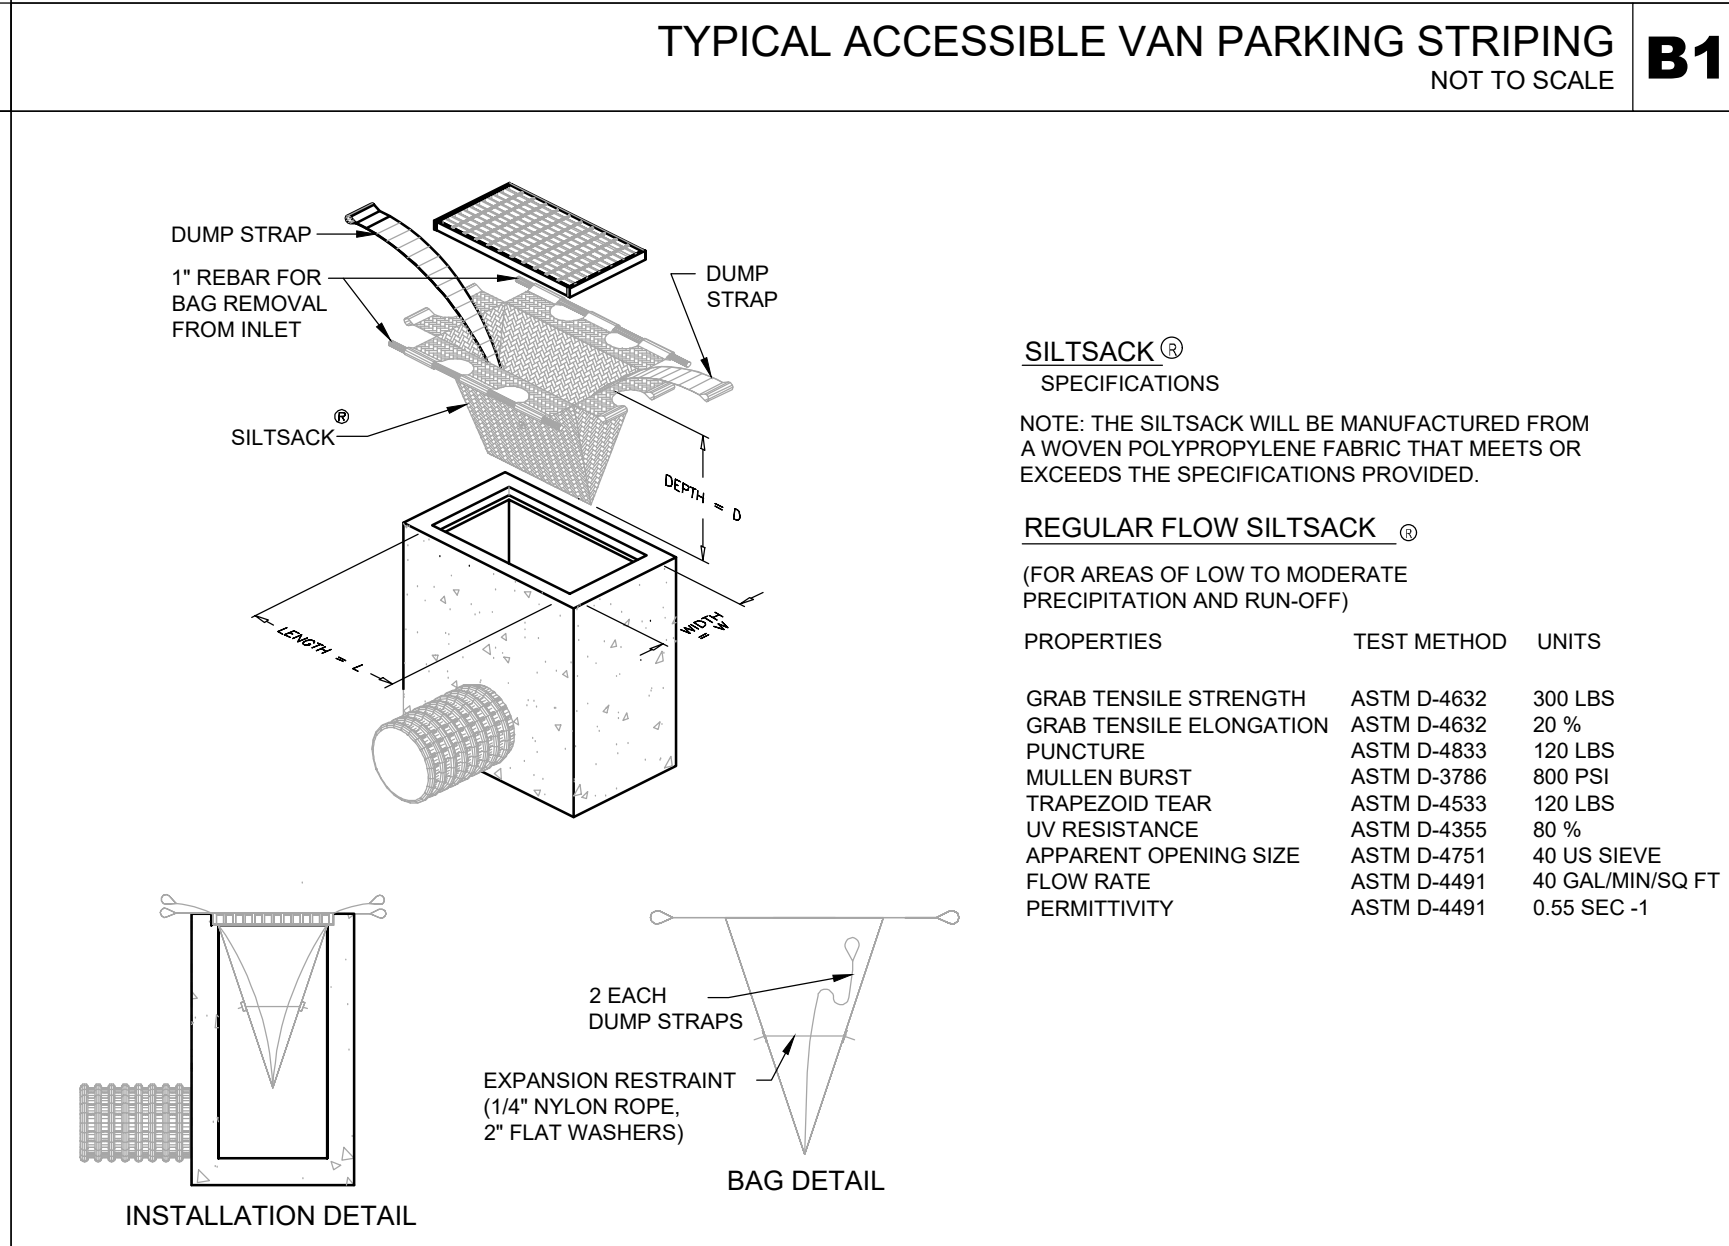 TYPICAL ACCESSIBLE VAN PARKING STRIPING
NOT TO SCALE
B1
DUMP STRAP
1" REBAR FOR
BAG REMOVAL
FROM INLET
DUMP
STRAP
®
SILTSACK
DEPTH = D
LENGTH = L
WIDTH
= W
SILTSACK ®
SPECIFICATIONS
NOTE: THE SILTSACK WILL BE MANUFACTURED FROM
A WOVEN POLYPROPYLENE FABRIC THAT MEETS OR
EXCEEDS THE SPECIFICATIONS PROVIDED.
REGULAR FLOW SILTSACK ®
(FOR AREAS OF LOW TO MODERATE
PRECIPITATION AND RUN-OFF)
PROPERTIES TEST METHOD UNITS
GRAB TENSILE STRENGTH ASTM D-4632 300 LBS
GRAB TENSILE ELONGATION ASTM D-4632 20 %
PUNCTURE ASTM D-4833 120 LBS
MULLEN BURST ASTM D-3786 800 PSI
TRAPEZOID TEAR ASTM D-4533 120 LBS
UV RESISTANCE ASTM D-4355 80 %
APPARENT OPENING SIZE ASTM D-4751 40 US SIEVE
FLOW RATE ASTM D-4491 40 GAL/MIN/SQ FT
PERMITTIVITY ASTM D-4491 0.55 SEC -1
2 EACH
DUMP STRAPS
EXPANSION RESTRAINT
(1/4" NYLON ROPE,
2" FLAT WASHERS)
BAG DETAIL
INSTALLATION DETAIL